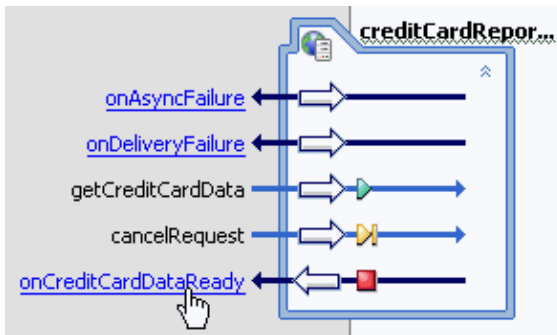 creditCardRepor...
onAsyncFailure
onDeliveryFailure
getCreditCardData
cancelRequest
onCreditCardDataReady